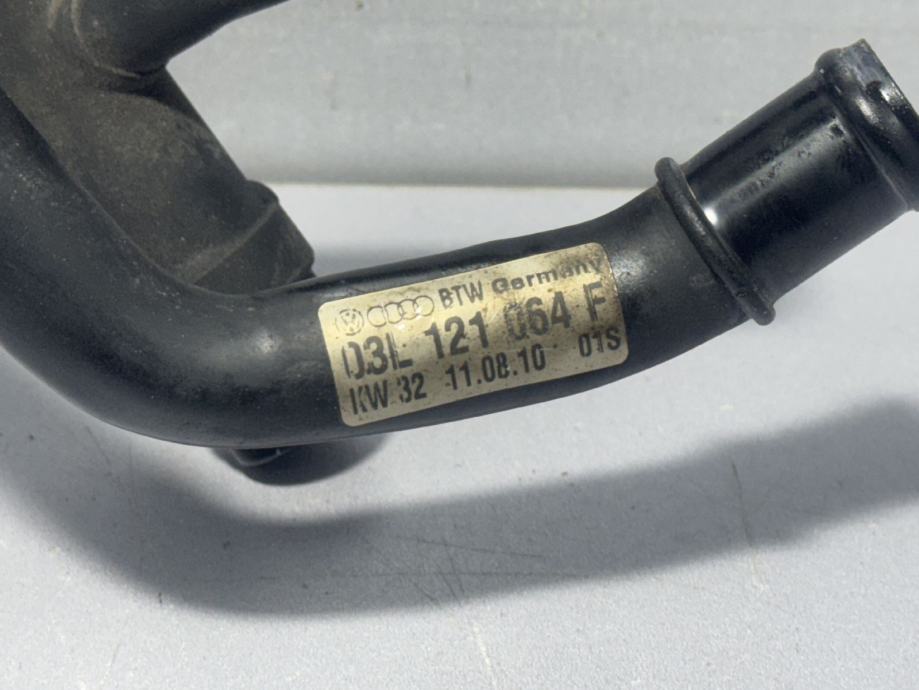 BTW Germany
03L 121 064 F
KW 32 11.08.10 01S